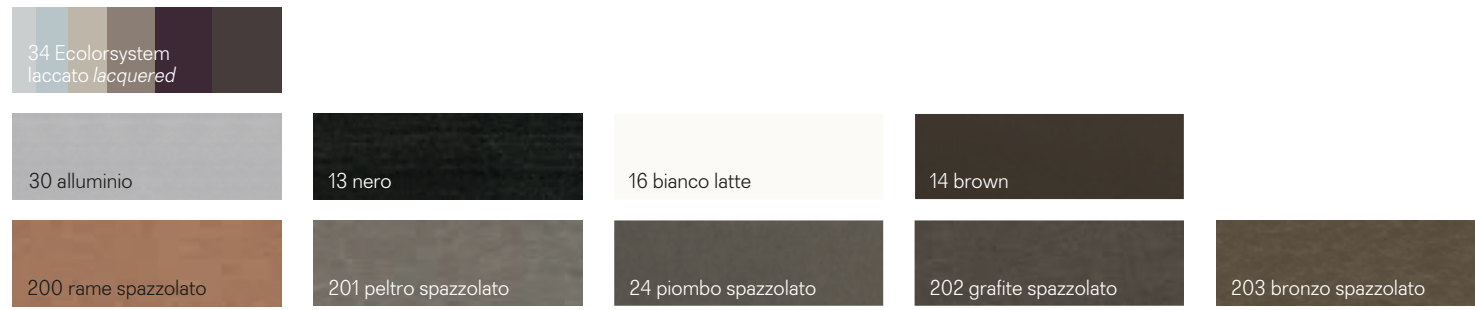 34 Ecolorsystem
laccato lacquered
30 alluminio
13 nero
16 bianco latte
14 brown
200 rame spazzolato
201 peltro spazzolato
24 piombo spazzolato
202 grafite spazzolato
203 bronzo spazzolato